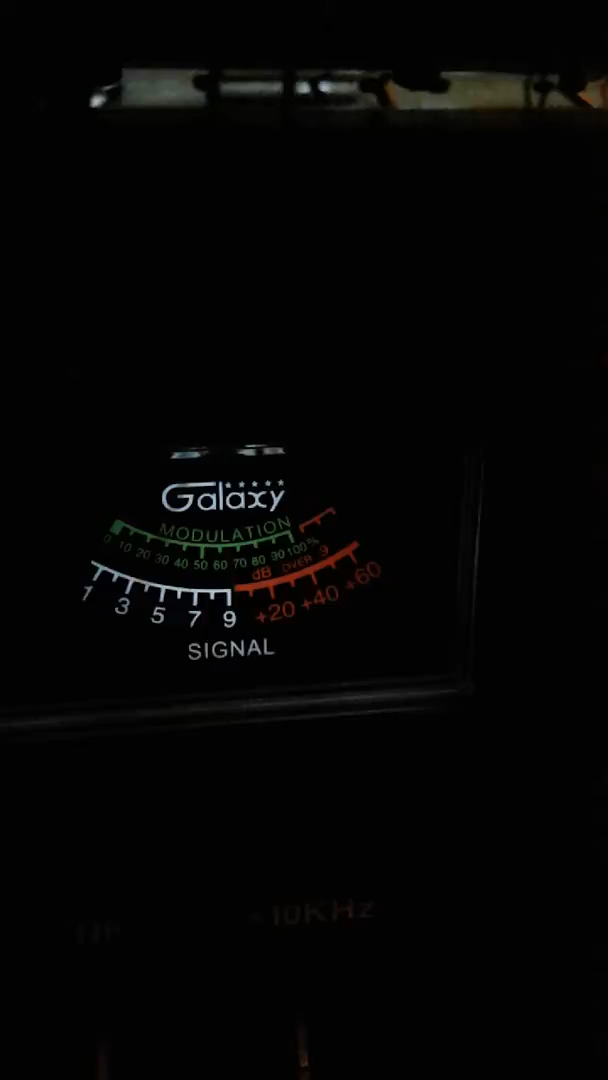 Galaxy
MODULATION
0 10 20 30 40 50 60 70 80 90 100%
dB OVER 9
1 3 5 7 9 +20 +40 +60
SIGNAL
+10KHz